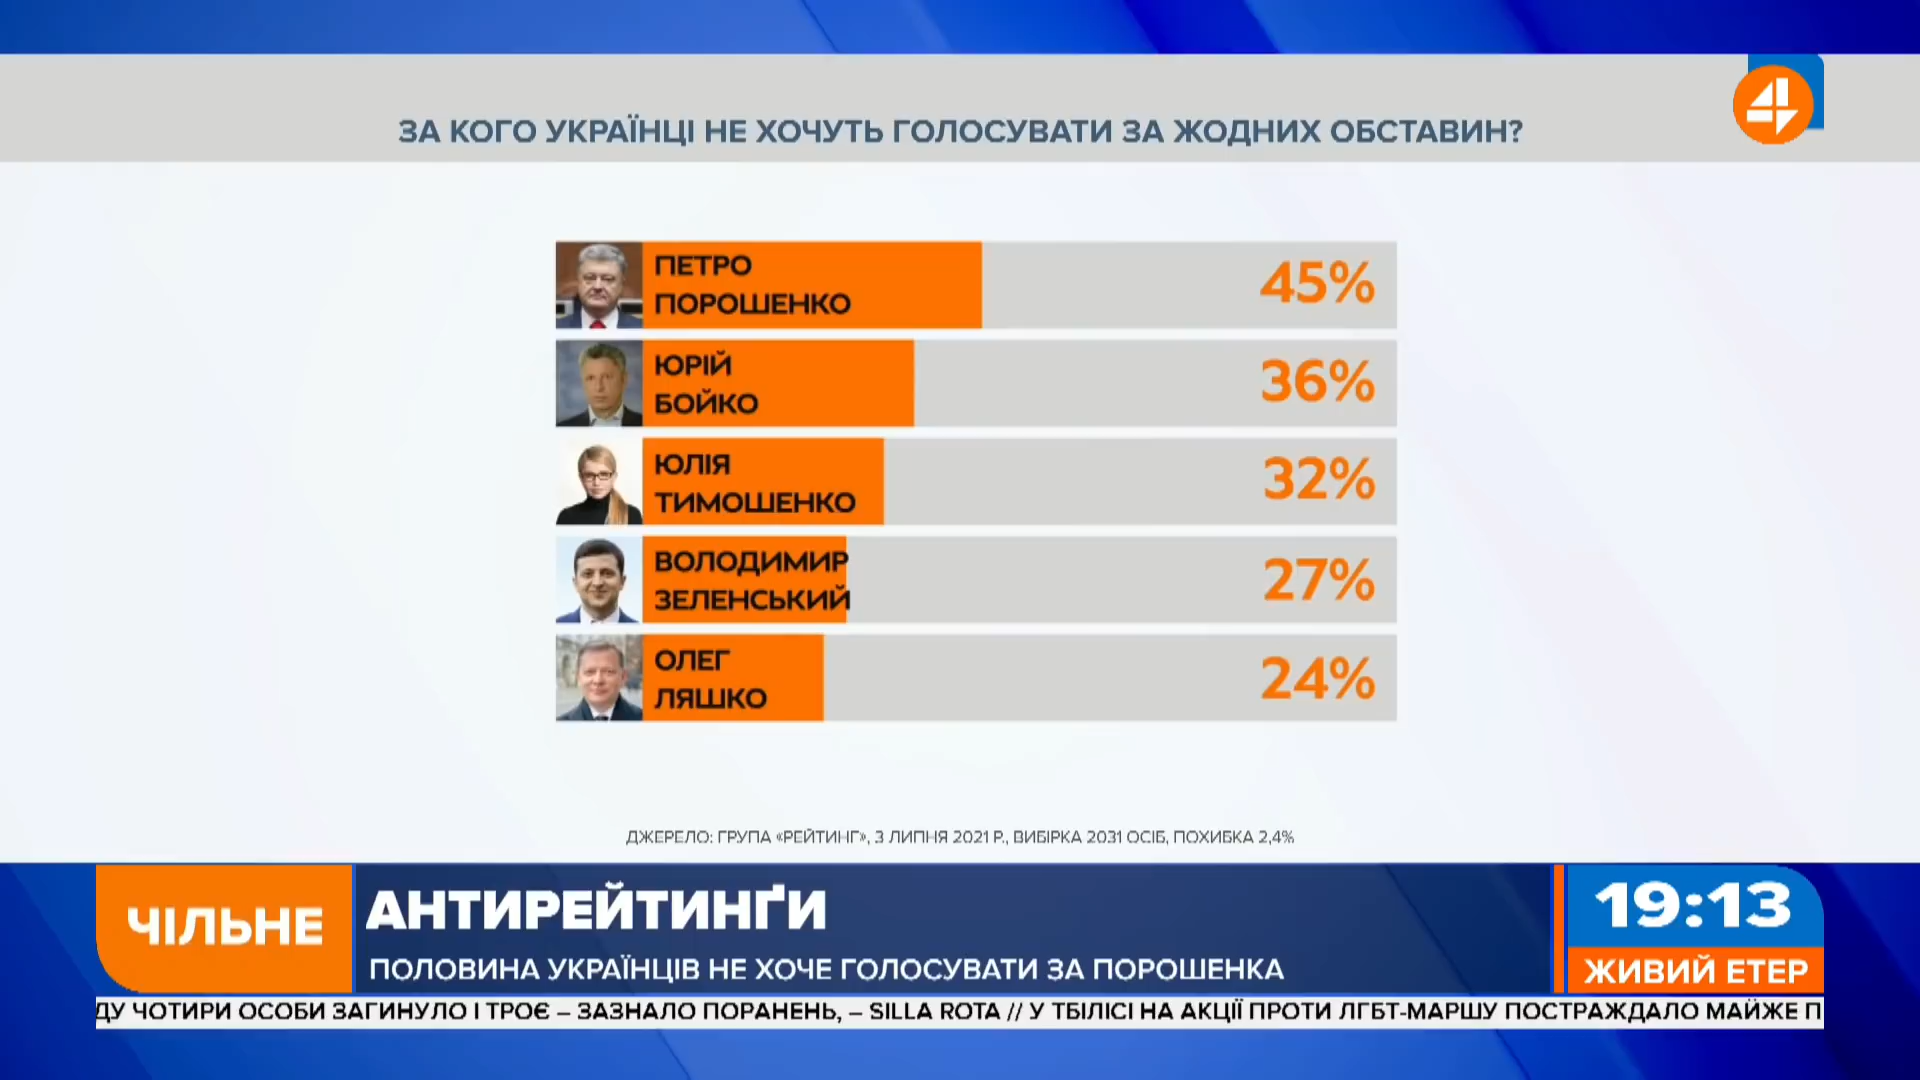 ЗА КОГО УКРАЇНЦІ НЕ ХОЧУТЬ ГОЛОСУВАТИ ЗА ЖОДНИХ ОБСТАВИН?
4
ПЕТРО
ПОРОШЕНКО
45%
ЮРІЙ
БОЙКО
36%
ЮЛІЯ
ТИМОШЕНКО
32%
ВОЛОДИМИР
ЗЕЛЕНСЬКИЙ
27%
ОЛЕГ
ЛЯШКО
24%
ДЖЕРЕЛО: ГРУПА «РЕЙТИНГ», 3 ЛИПНЯ 2021 Р., ВИБІРКА 2031 ОСІБ, ПОХИБКА 2,4%
ЧІЛЬНЕ
АНТИРЕЙТИНҐИ
ПОЛОВИНА УКРАЇНЦІВ НЕ ХОЧЕ ГОЛОСУВАТИ ЗА ПОРОШЕНКА
19:13
ЖИВИЙ ЕТЕР
ДУ ЧОТИРИ ОСОБИ ЗАГИНУЛО І ТРОЄ – ЗАЗНАЛО ПОРАНЕНЬ, – SILLA ROTA // У ТБІЛІСІ НА АКЦІЇ ПРОТИ ЛГБТ-МАРШУ ПОСТРАЖДАЛО МАЙЖЕ П